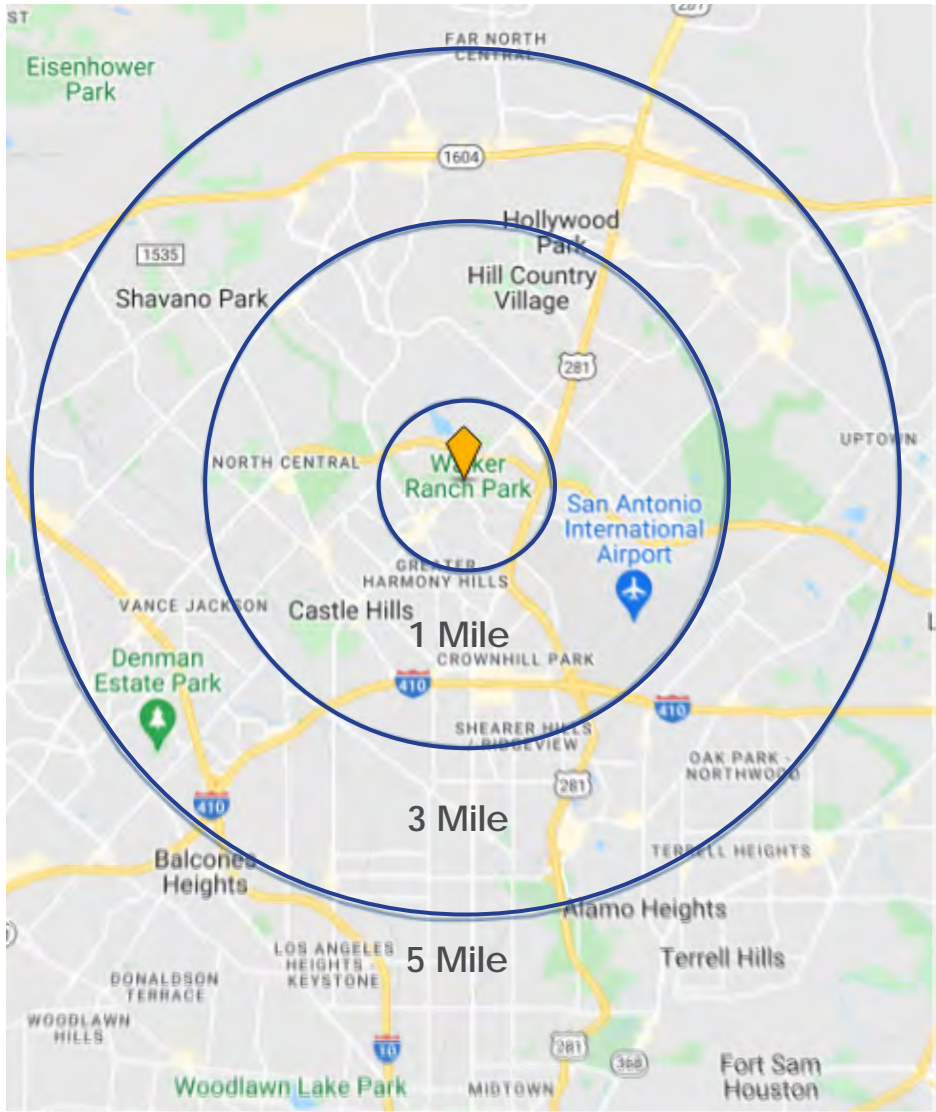 ST
281
FAR NORTH
CENTRAL
Eisenhower
Park
1604
Hollywood
Park
1535
Hill Country
Village
Shavano Park
281
UPTOWN
NORTH CENTRAL
Walker
Ranch Park
San Antonio
International
Airport
GREATER
HARMONY HILLS
VANCE JACKSON
Castle Hills
L
1 Mile
CROWNHILL PARK
Denman
Estate Park
410
410
SHEARER HILLS
/ RIDGEVIEW
OAK PARK -
NORTHWOOD
281
410
3 Mile
TERRELL HEIGHTS
Balcones
Heights
Alamo Heights
LOS ANGELES
HEIGHTS -
KEYSTONE
5 Mile
Terrell Hills
DONALDSON
TERRACE
WOODLAWN
HILLS
10
281
368
Fort Sam
Houston
Woodlawn Lake Park
MIDTOWN